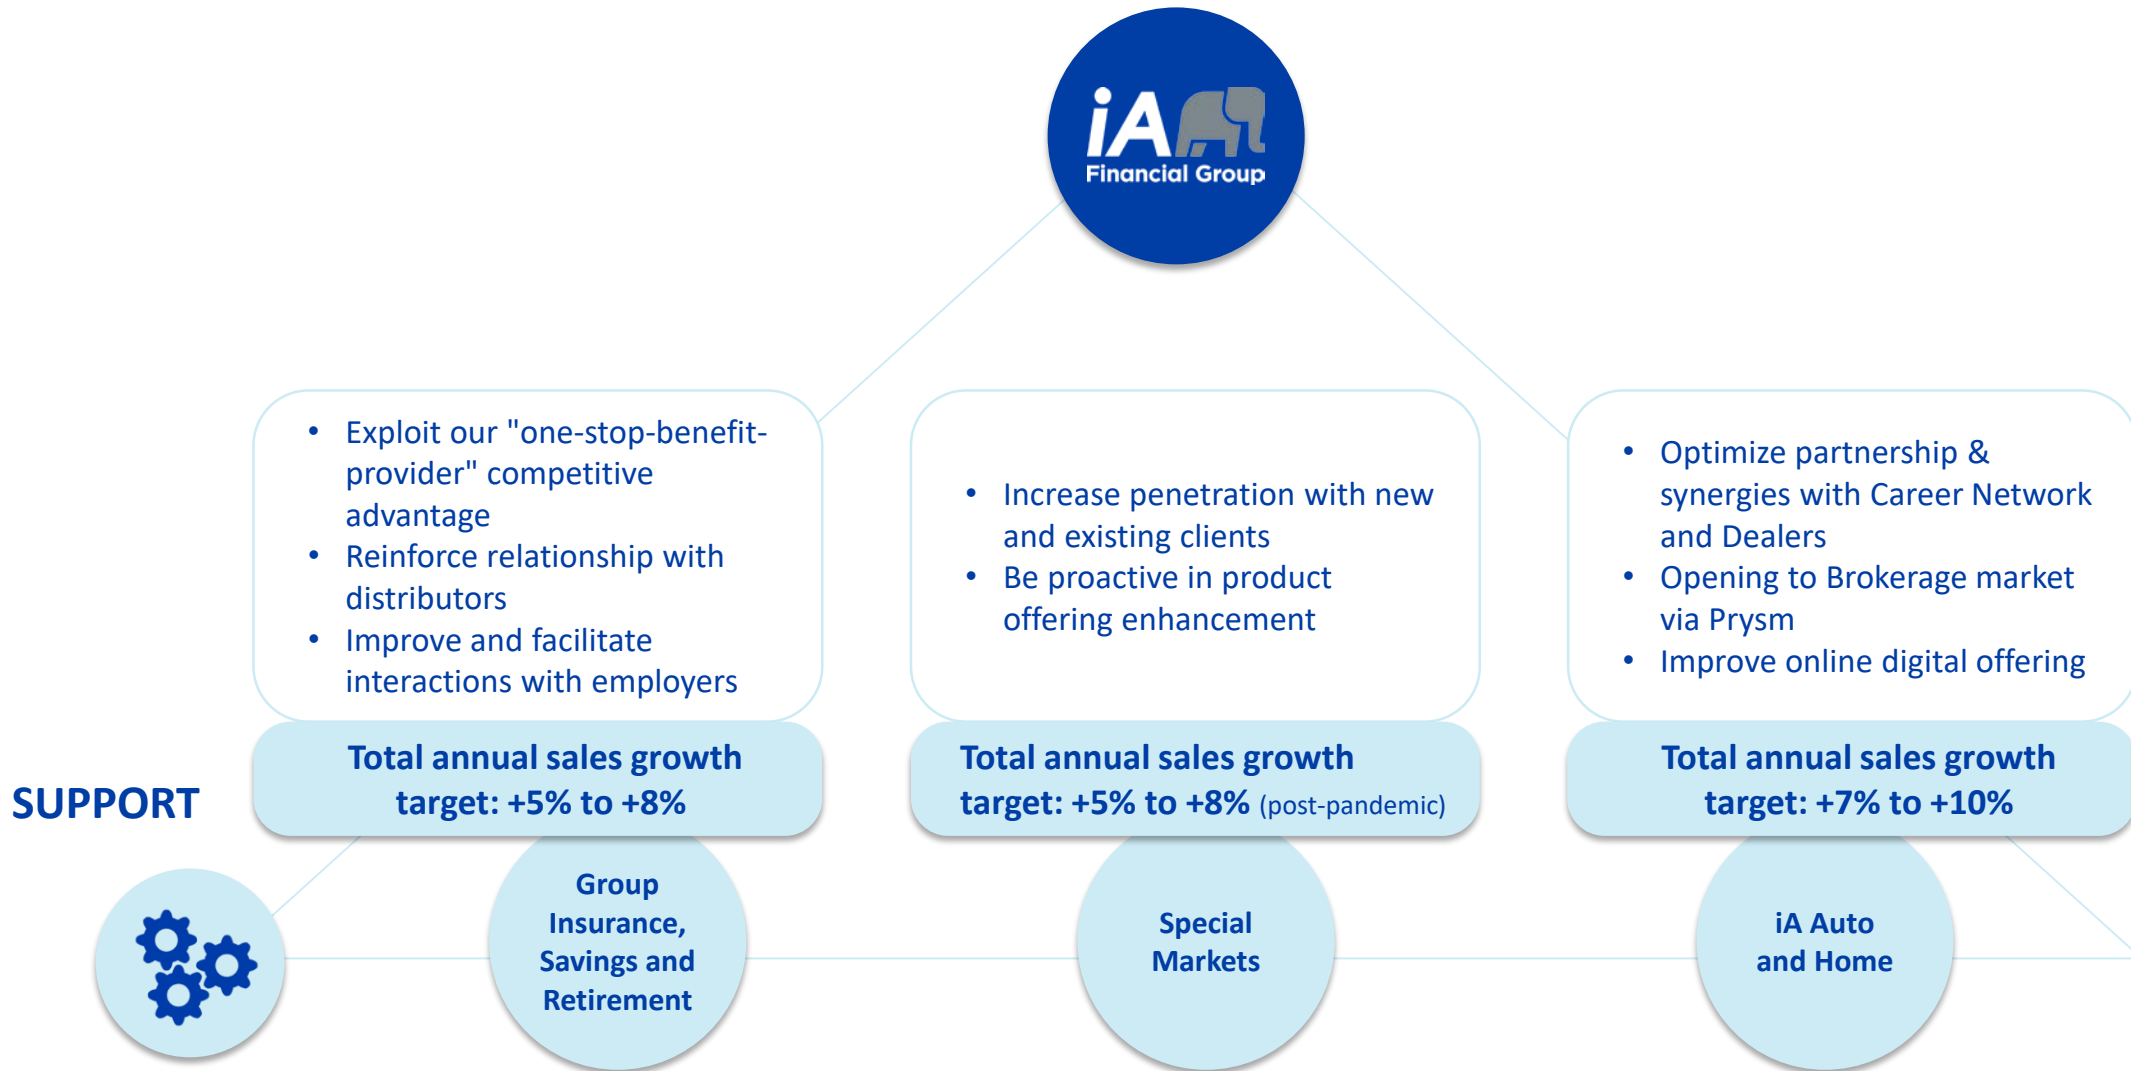 iA
Financial Group
• Exploit our "one-stop-benefit-
provider" competitive
advantage
• Reinforce relationship with
distributors
• Improve and facilitate
interactions with employers
• Increase penetration with new
and existing clients
• Be proactive in product
offering enhancement
• Optimize partnership &
synergies with Career Network
and Dealers
• Opening to Brokerage market
via Prysm
• Improve online digital offering
SUPPORT
Total annual sales growth
target: +5% to +8%
Total annual sales growth
target: +5% to +8% (post-pandemic)
Total annual sales growth
target: +7% to +10%
Group
Insurance,
Savings and
Retirement
Special
Markets
iA Auto
and Home